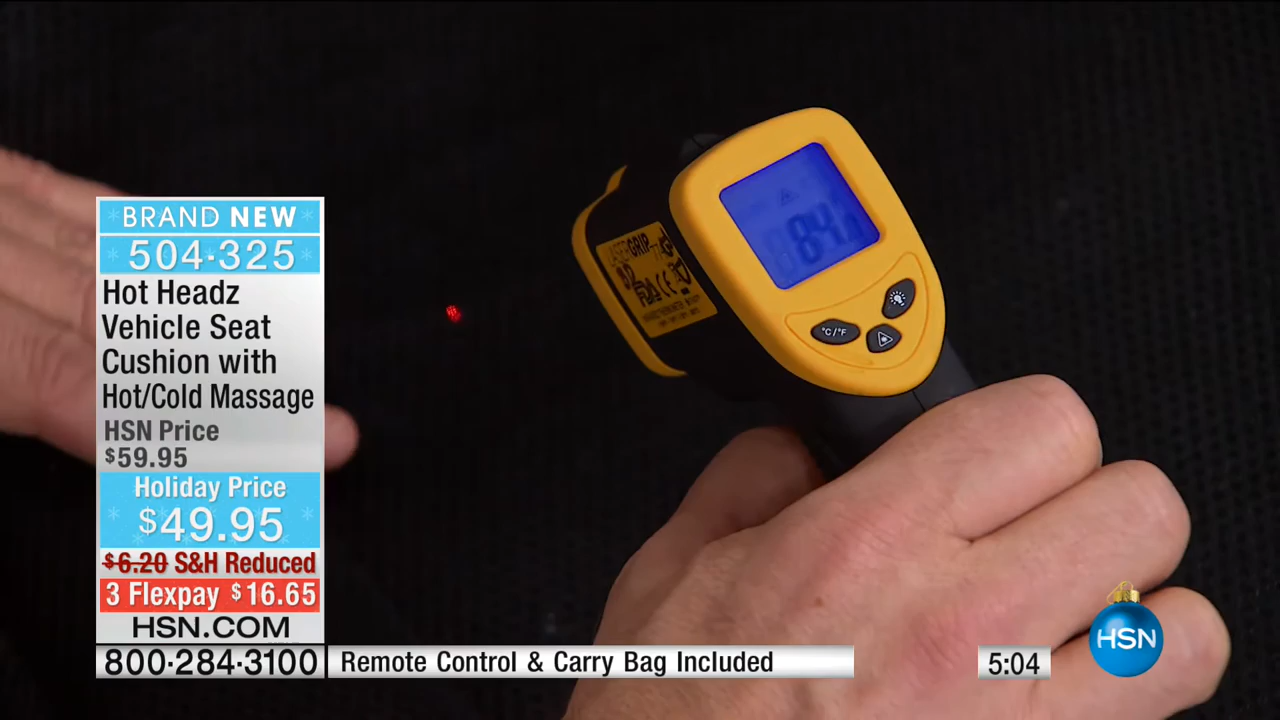 BRAND NEW
504·325
Hot Headz
Vehicle Seat
Cushion with
Hot/Cold Massage
HSN Price
$59.95
Holiday Price
$49.95
$6.20 S&H Reduced
3 Flexpay $16.65
HSN.COM
800·284·3100
Remote Control & Carry Bag Included
5:04
HSN
LASERGRIP
°C/°F